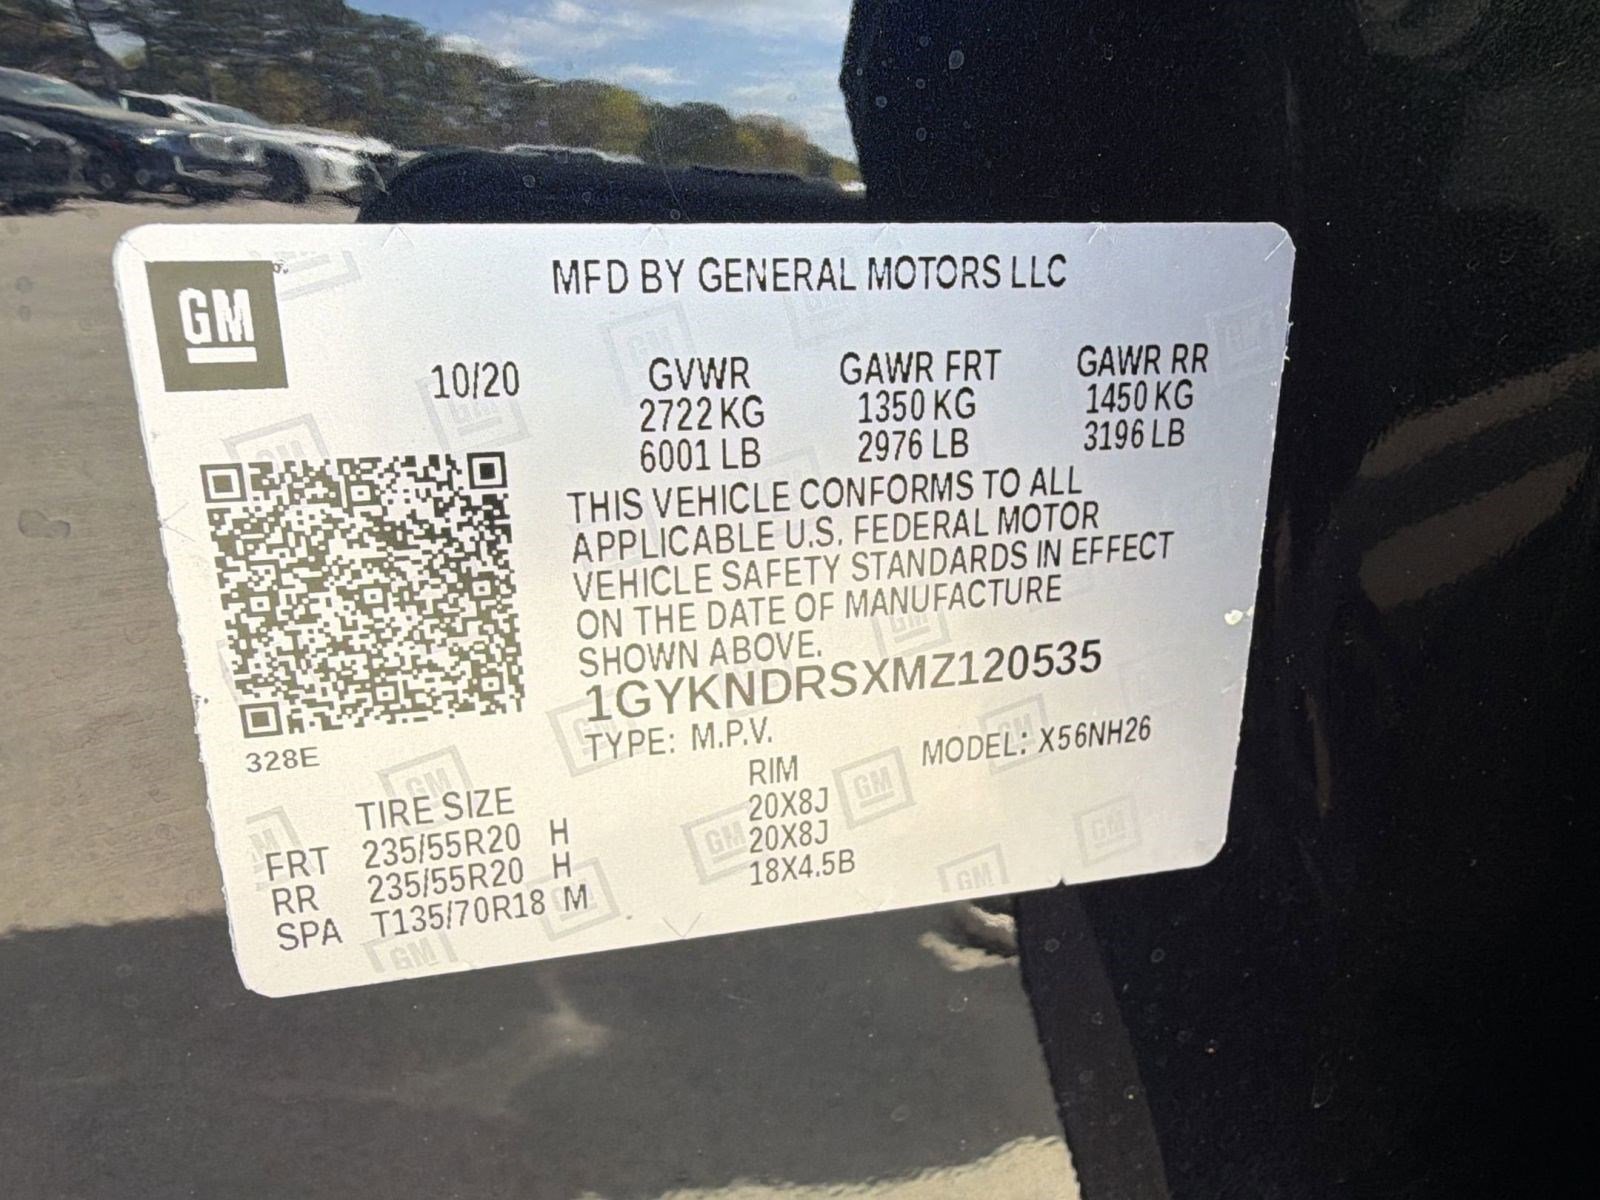 GM
MFD BY GENERAL MOTORS LLC
10/20 GVWR GAWR FRT GAWR RR
2722 KG 1350 KG 1450 KG
6001 LB 2976 LB 3196 LB
THIS VEHICLE CONFORMS TO ALL
APPLICABLE U.S. FEDERAL MOTOR
VEHICLE SAFETY STANDARDS IN EFFECT
ON THE DATE OF MANUFACTURE
SHOWN ABOVE.
1GYKNDRSXMZ120535
TYPE: M.P.V. MODEL: X56NH26
328E
TIRE SIZE RIM
FRT 235/55R20 H 20X8J
RR 235/55R20 H 20X8J
SPA T135/70R18 M 18X4.5B